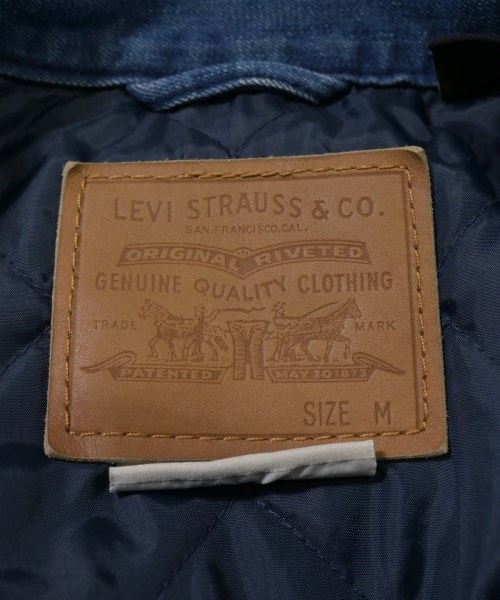 LEVI STRAUSS & CO.
SAN FRANCISCO, CAL.
ORIGINAL RIVETED
GENUINE QUALITY CLOTHING
TRADE MARK
PATENTED MAY 20 1873
SIZE M